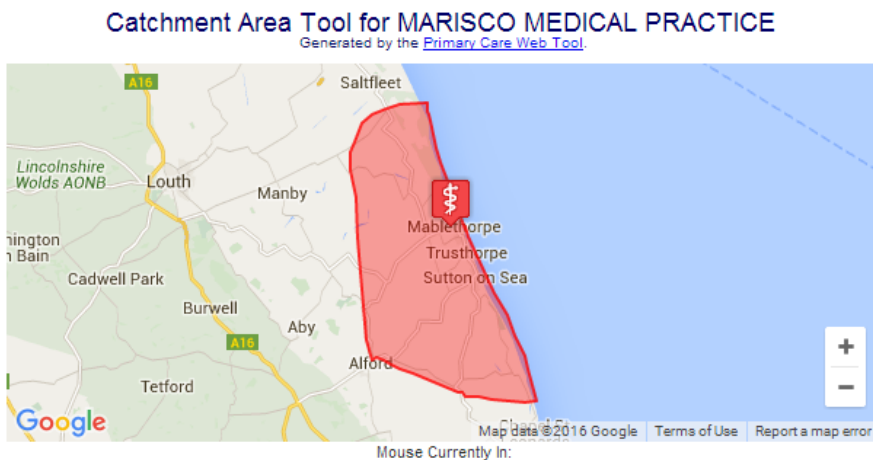 Catchment Area Tool for MARISCO MEDICAL PRACTICE
Generated by the Primary Care Web Tool.
A16
Saltfleet
Lincolnshire
Wolds AONB
Louth
Manby
Mablethorpe
Trusthorpe
Sutton on Sea
Cadwell Park
Burwell
Aby
A16
Alford
Tetford
+
−
Google
Map data ©2016 Google
Terms of Use
Report a map error
Mouse Currently In: